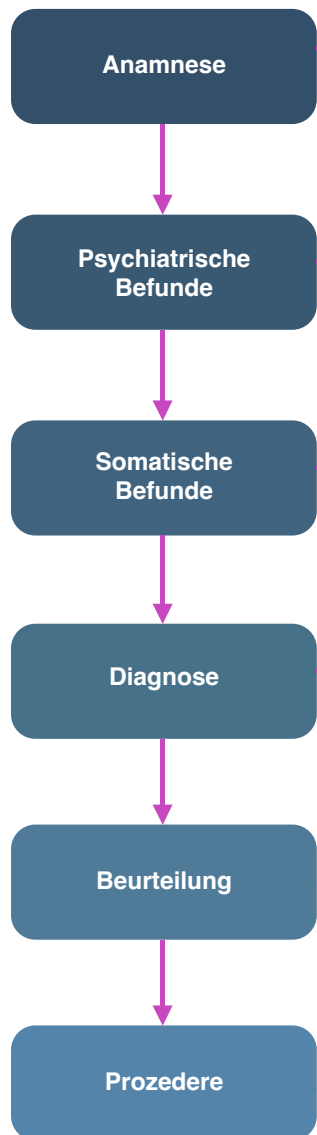 Anamnese
Psychiatrische
Befunde
Somatische
Befunde
Diagnose
Beurteilung
Prozedere